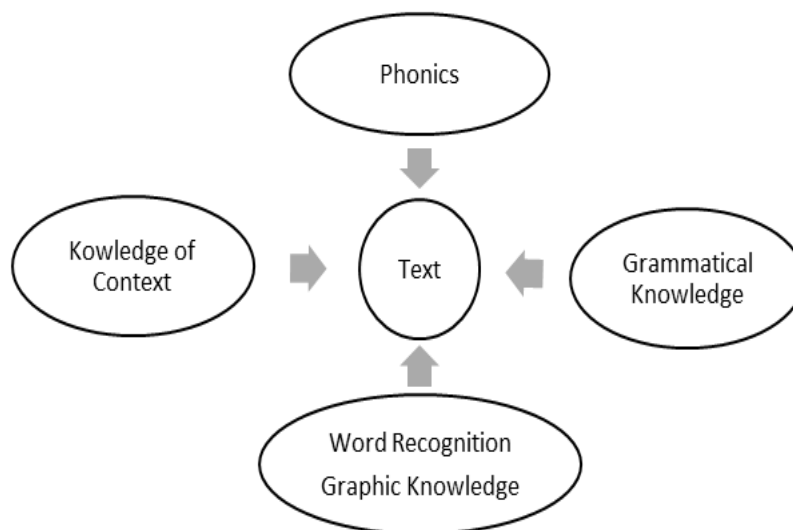 Phonics
Kowledge of
Context
Text
Grammatical
Knowledge
Word Recognition
Graphic Knowledge